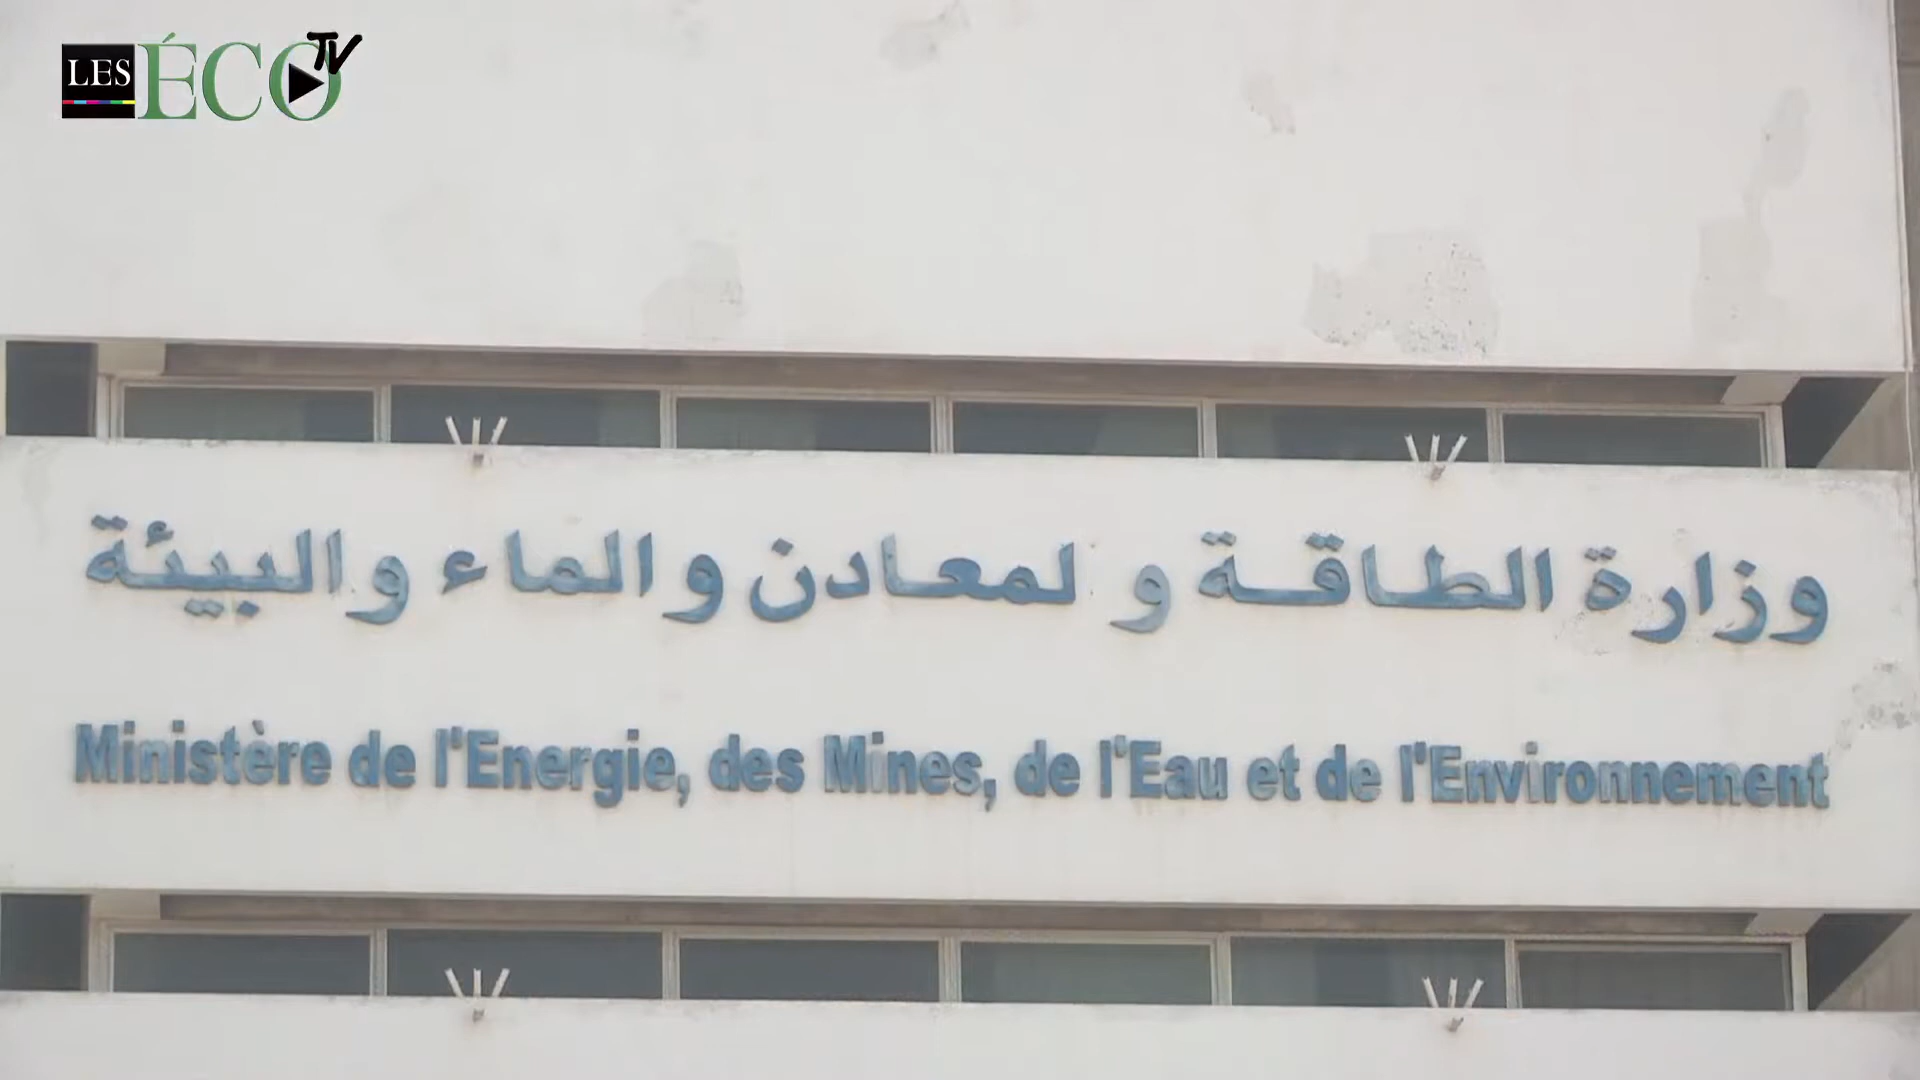 LES ÉCO TV
وزارة الطاقة و لمعادن والماء والبيئة
Ministère de l'Energie, des Mines, de l'Eau et de l'Environnement